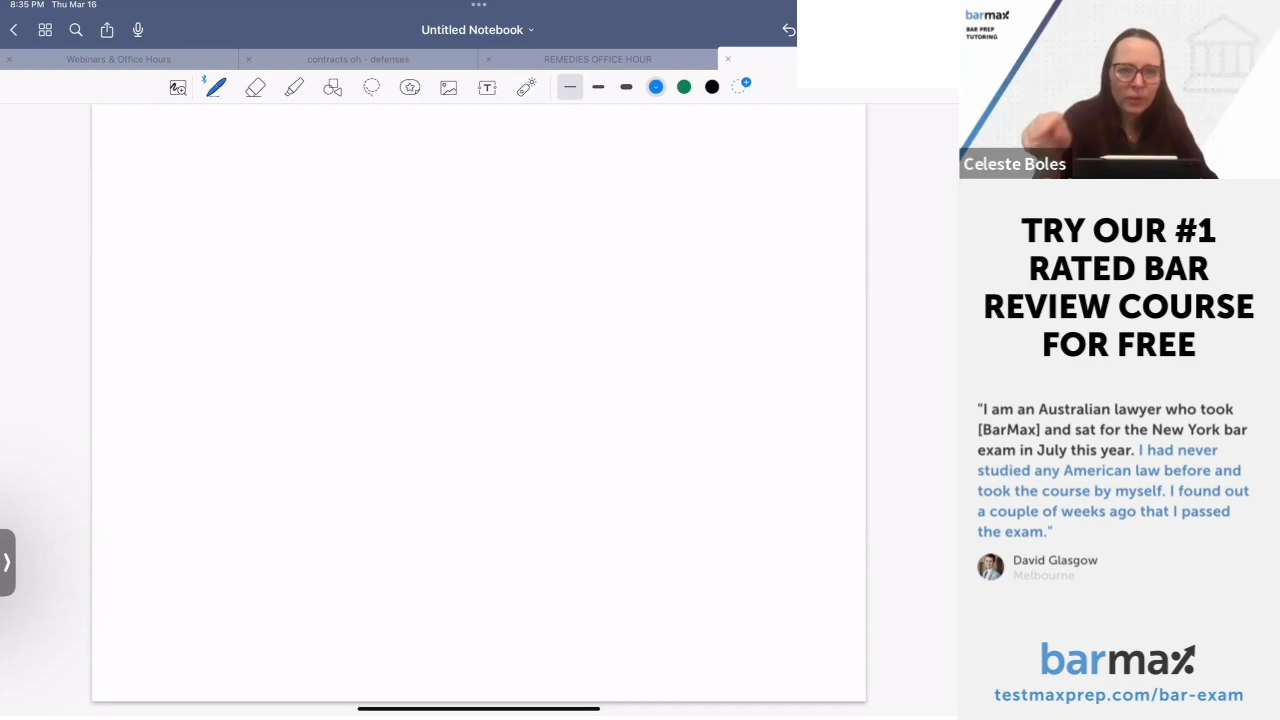 8:35 PM Thu Mar 16
Untitled Notebook
Webinars & Office Hours
contracts oh - defenses
REMEDIES OFFICE HOUR
barmax
BAR PREP
TUTORING
Celeste Boles
TRY OUR #1
RATED BAR
REVIEW COURSE
FOR FREE
"I am an Australian lawyer who took
[BarMax] and sat for the New York bar
exam in July this year. I had never
studied any American law before and
took the course by myself. I found out
a couple of weeks ago that I passed
the exam."
David Glasgow
Melbourne
barmax
testmaxprep.com/bar-exam